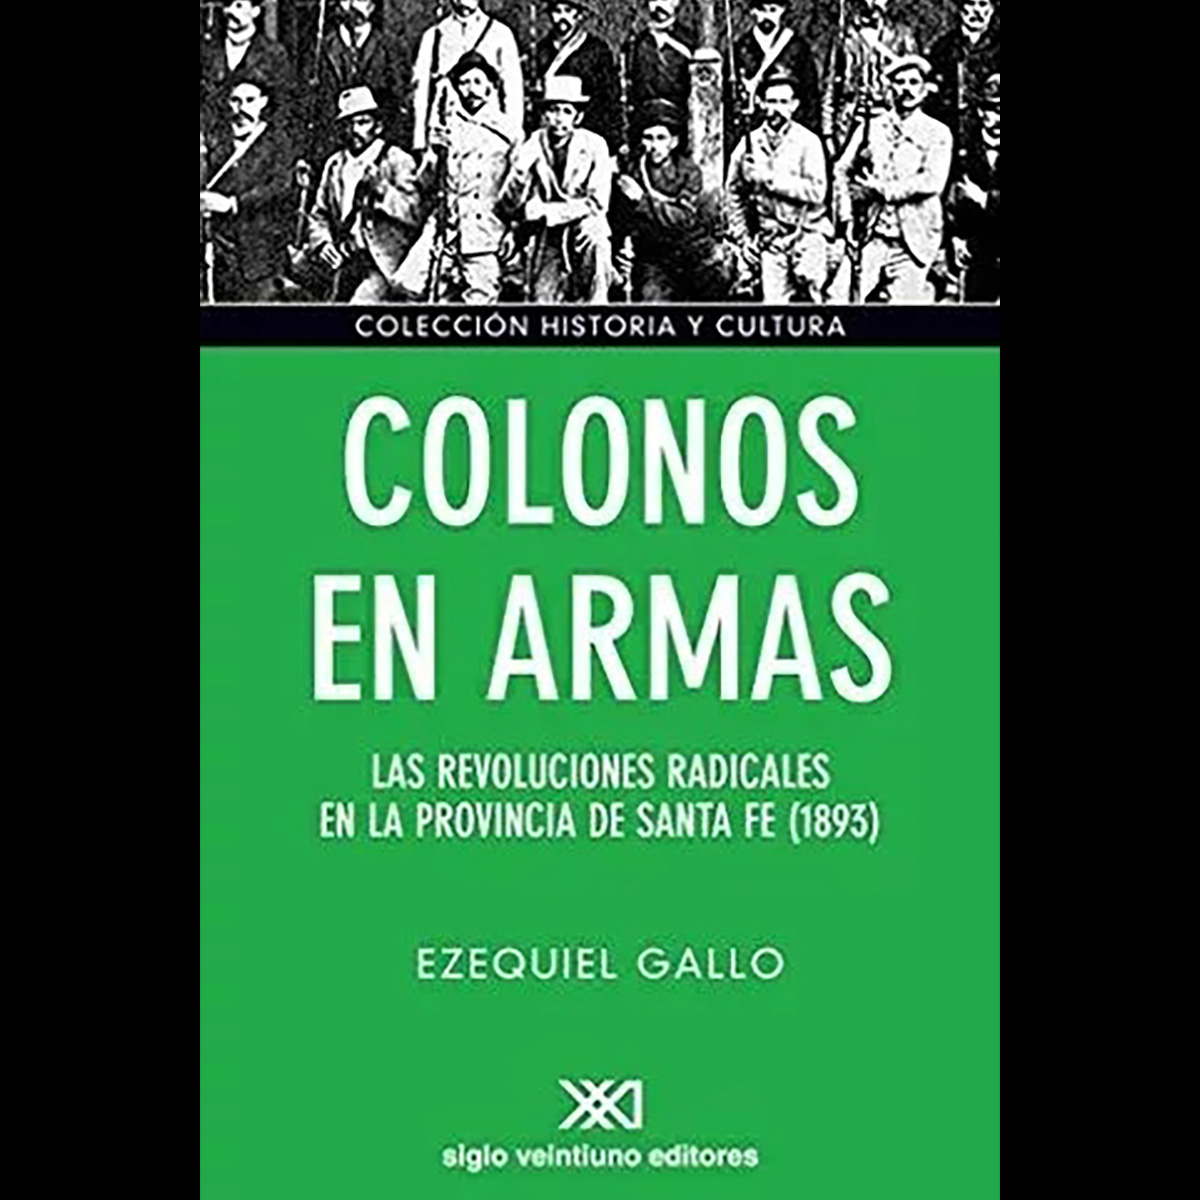 COLECCIÓN HISTORIA Y CULTURA
COLONOS
EN ARMAS
LAS REVOLUCIONES RADICALES
EN LA PROVINCIA DE SANTA FE (1893)
EZEQUIEL GALLO
XXI
siglo veintiuno editores